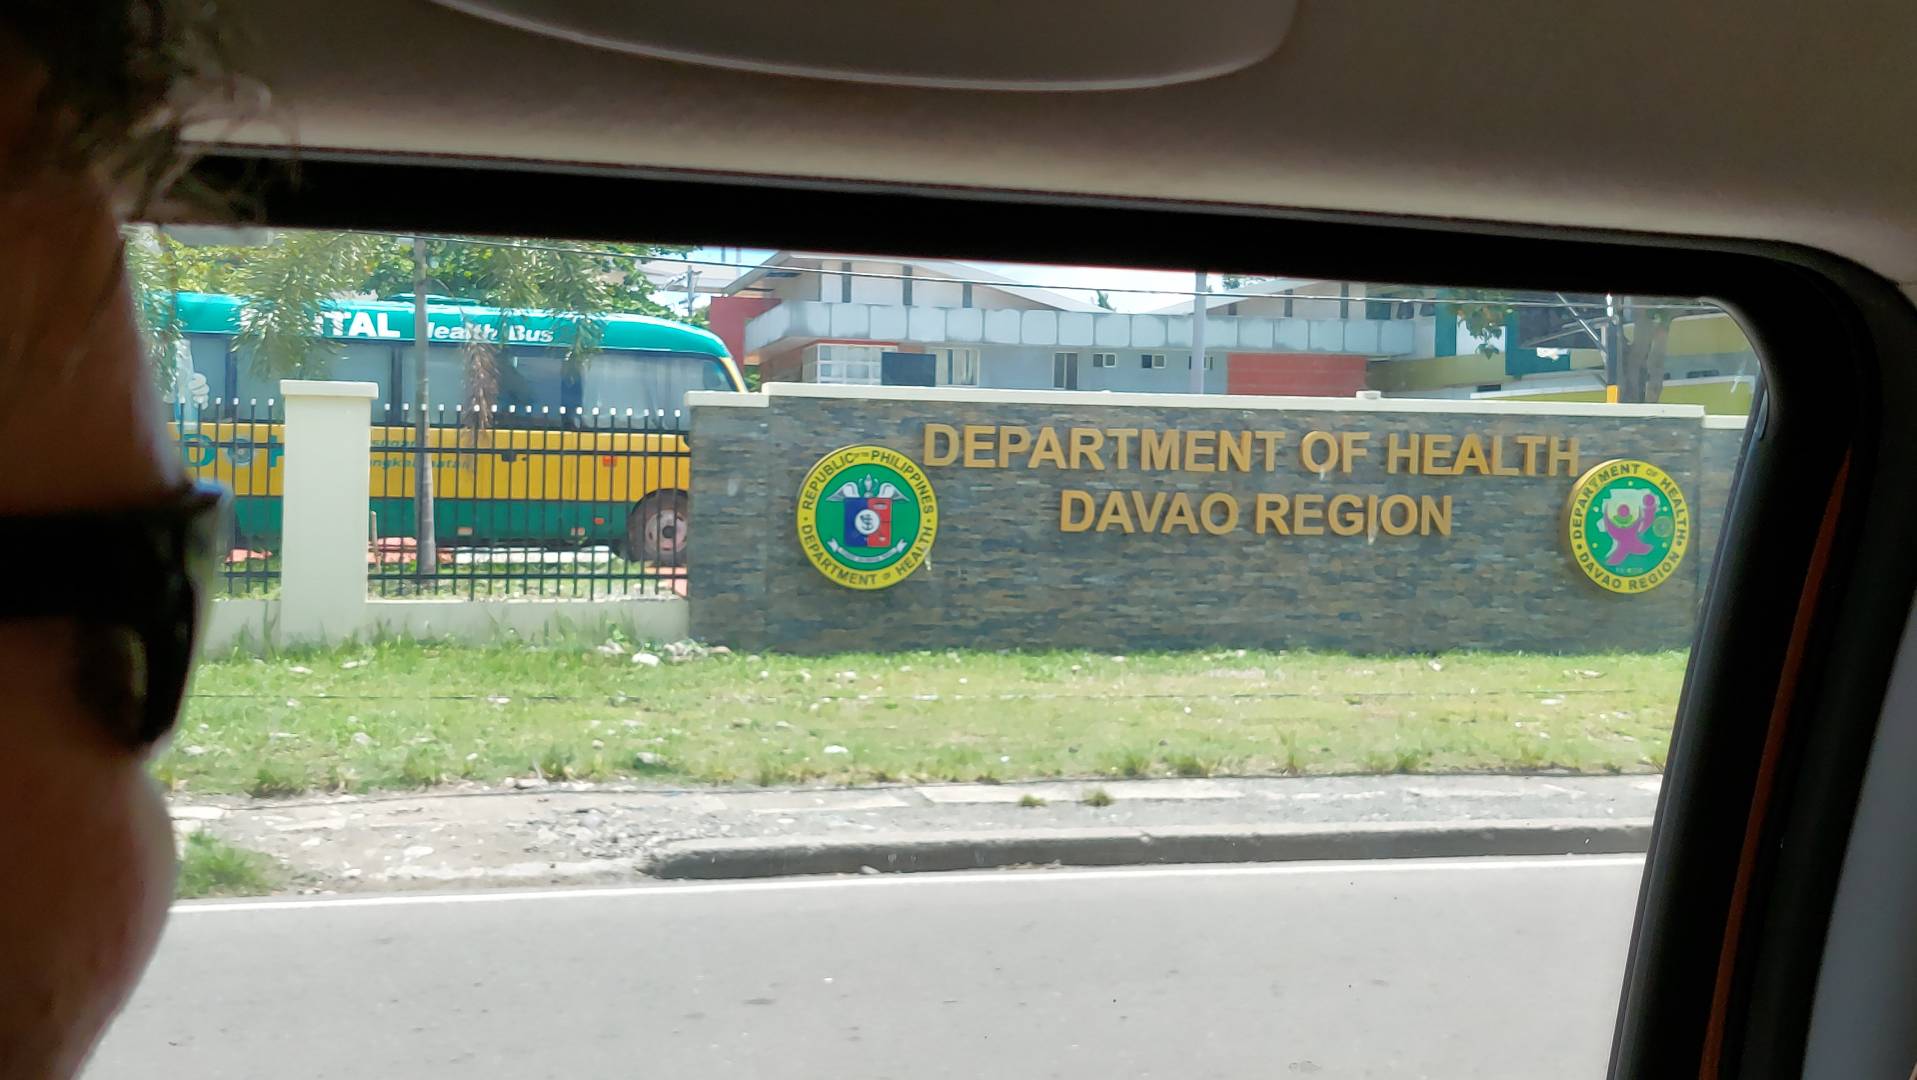 TAL Health Bus
DEPARTMENT OF HEALTH
DAVAO REGION
REPUBLIC OF THE PHILIPPINES
DEPARTMENT OF HEALTH
DEPARTMENT OF HEALTH
DAVAO REGION